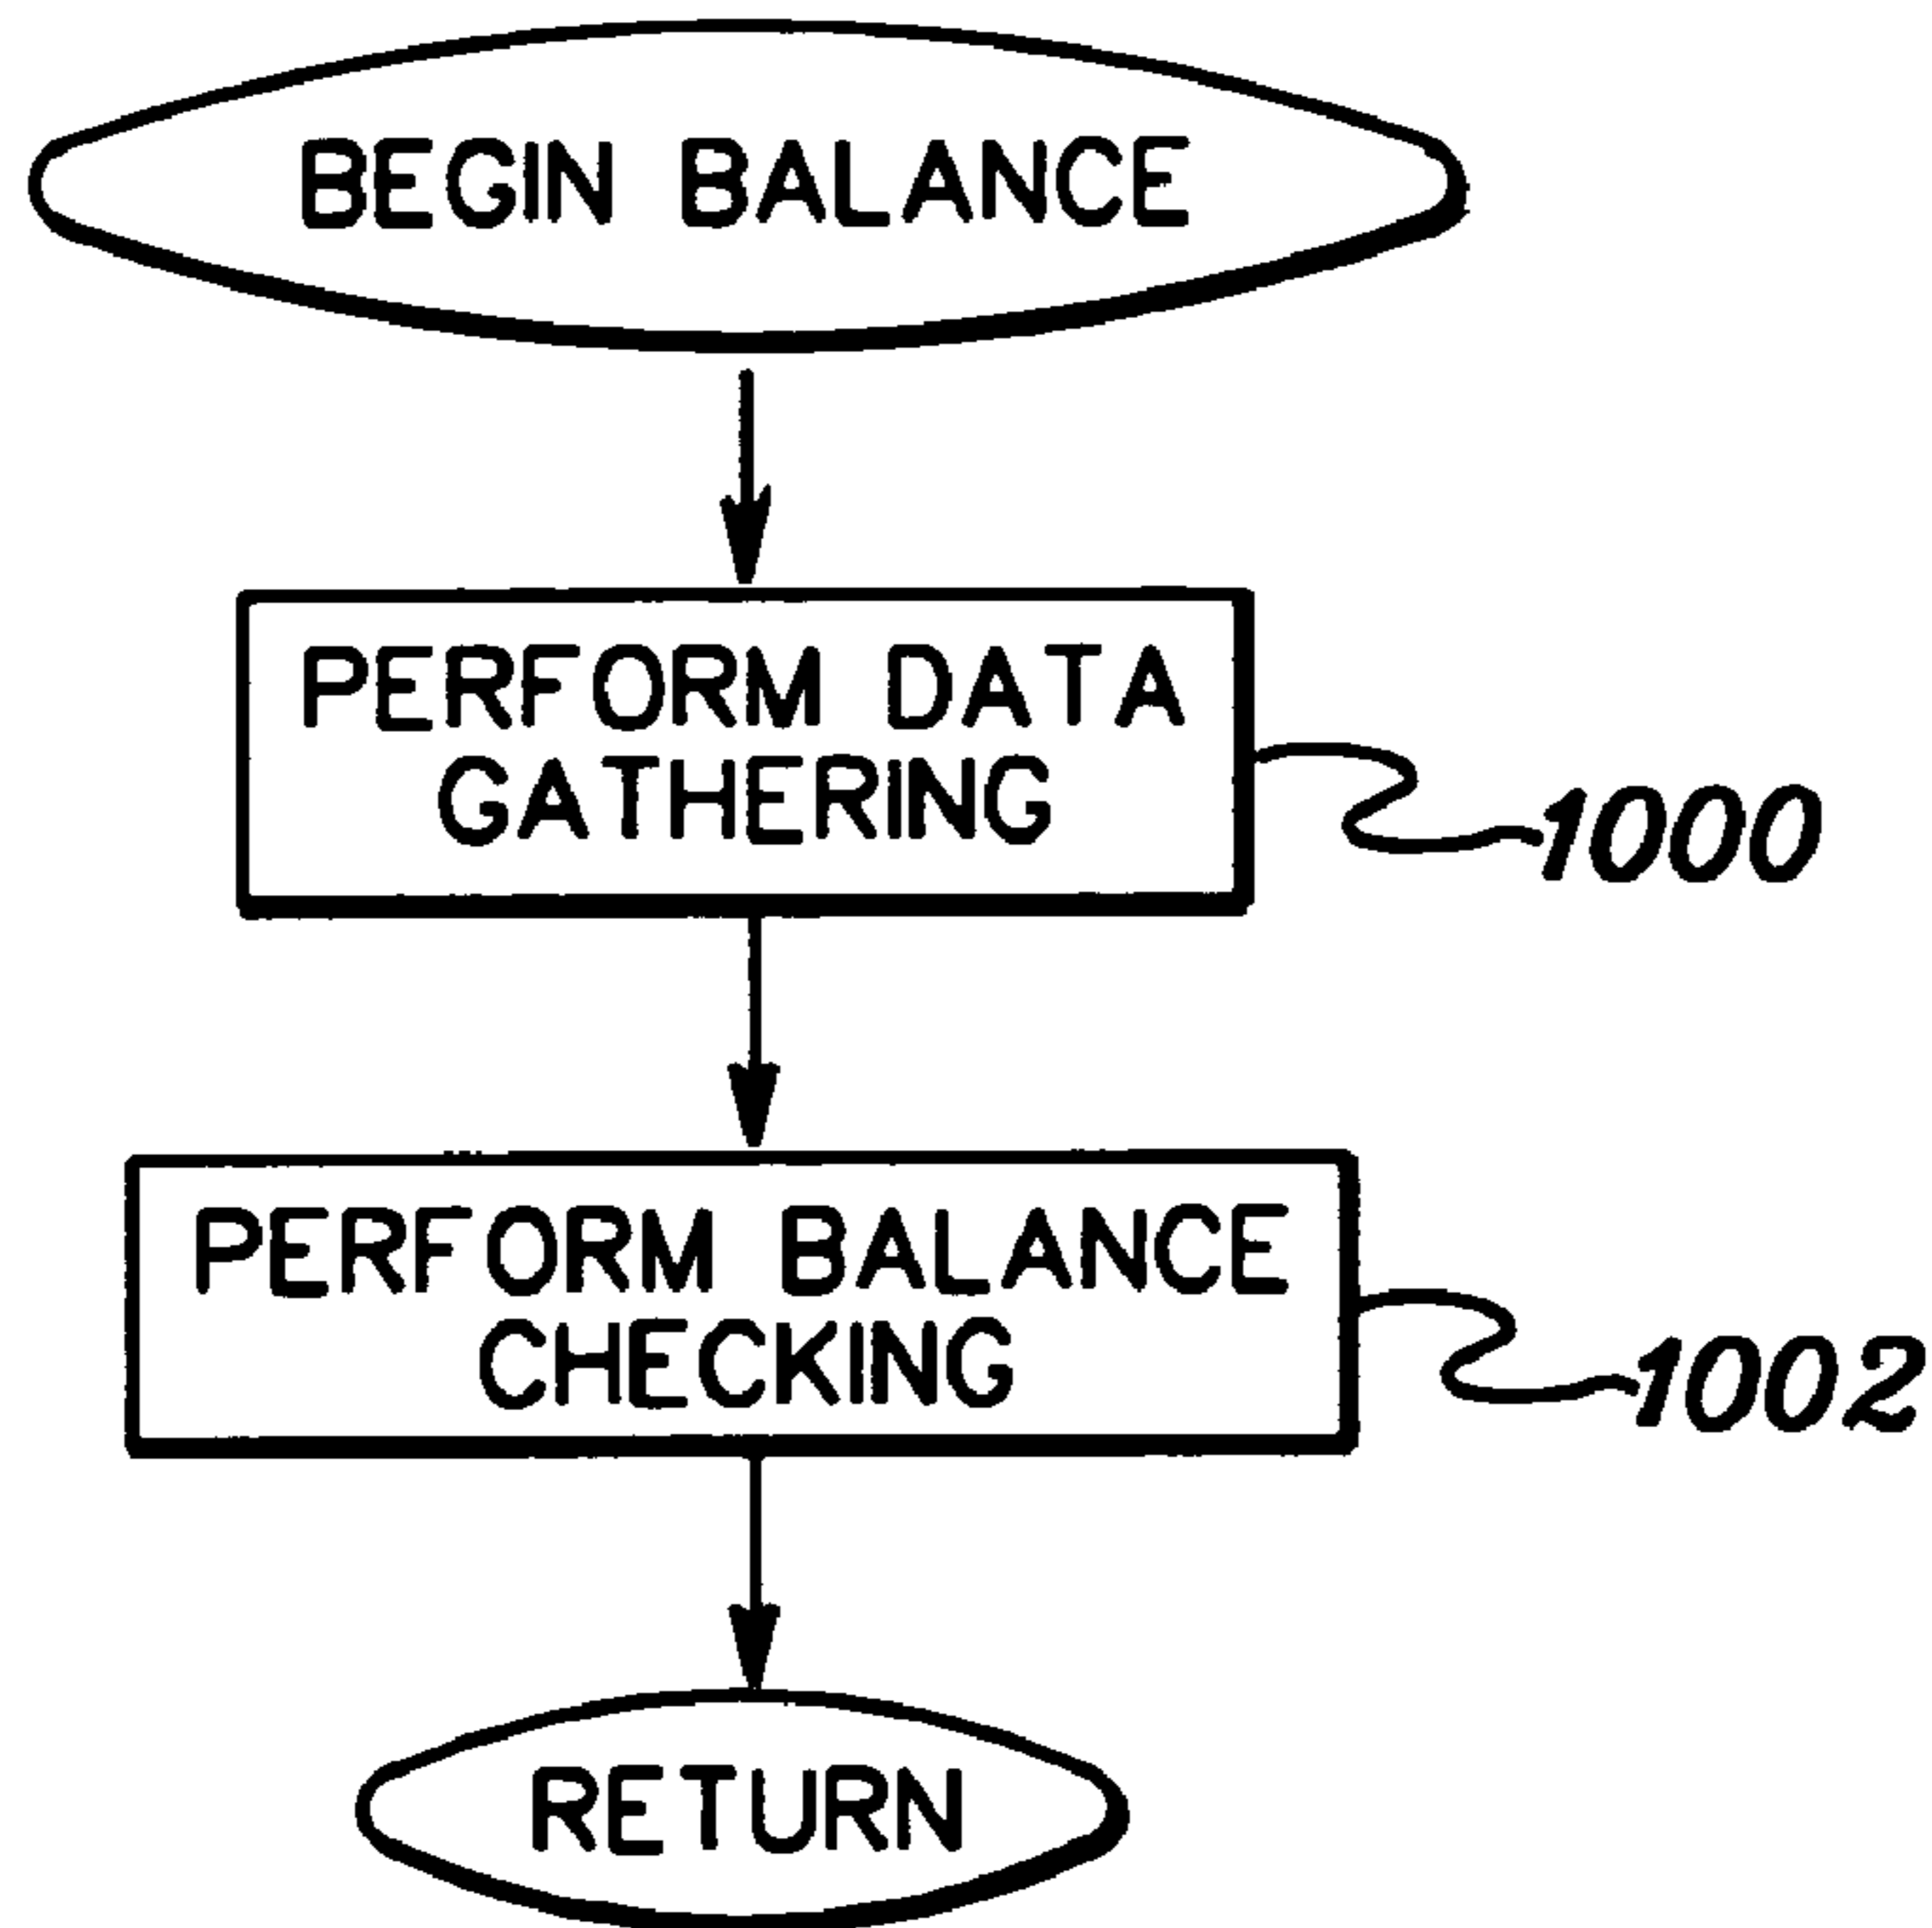 BEGIN BALANCE
PERFORM DATA
GATHERING
1000
PERFORM BALANCE
CHECKING
1002
RETURN